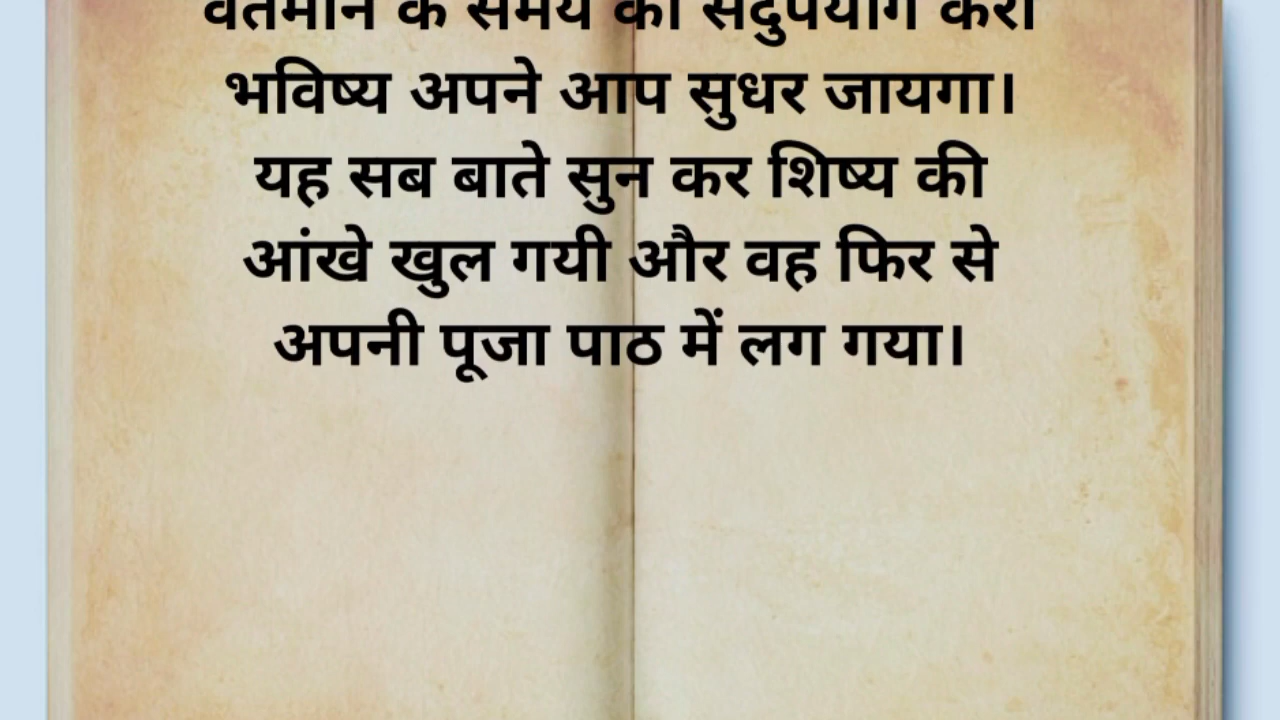 वर्तमान के समय का सदुपयोग करो
भविष्य अपने आप सुधर जायगा।
यह सब बाते सुन कर शिष्य की
आंखे खुल गयी और वह फिर से
अपनी पूजा पाठ में लग गया।